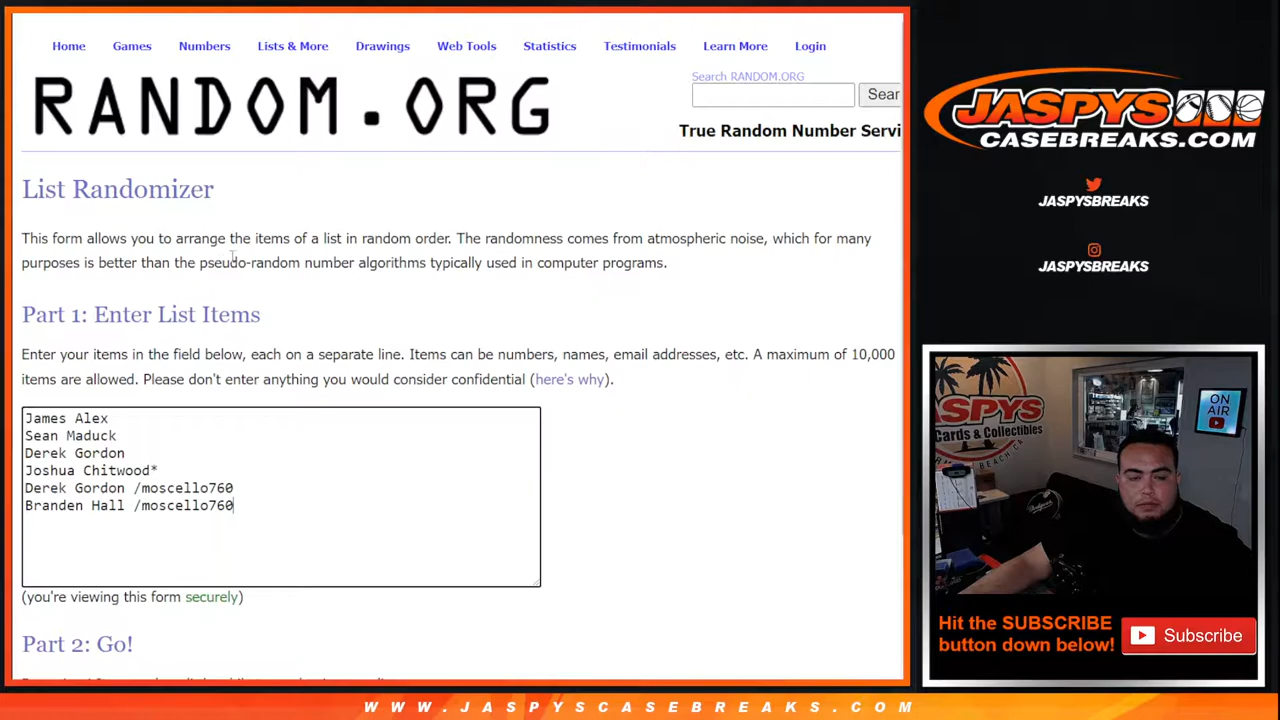 Home Games Numbers Lists & More Drawings Web Tools Statistics Testimonials Learn More Login
RANDOM.ORG
Search RANDOM.ORG
Sear
True Random Number Servi
List Randomizer
This form allows you to arrange the items of a list in random order. The randomness comes from atmospheric noise, which for many
purposes is better than the pseudo-random number algorithms typically used in computer programs.
Part 1: Enter List Items
Enter your items in the field below, each on a separate line. Items can be numbers, names, email addresses, etc. A maximum of 10,000
items are allowed. Please don't enter anything you would consider confidential (here's why).
James Alex
Sean Maduck
Derek Gordon
Joshua Chitwood*
Derek Gordon /moscello760
Branden Hall /moscello760
(you're viewing this form securely)
Part 2: Go!
JASPYS
CASEBREAKS.COM
JASPYSBREAKS
JASPYSBREAKS
ASPYS
Cards & Collectibles
ON
AIR
Dodgers
Hit the SUBSCRIBE
button down below!
Subscribe
WWW.JASPYSCASEBREAKS.COM